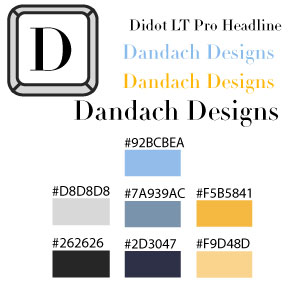 D
Didot LT Pro Headline
Dandach Designs
Dandach Designs
Dandach Designs
#92BCBEA
#D8D8D8 #7A939AC #F5B5841
#262626 #2D3047 #F9D48D